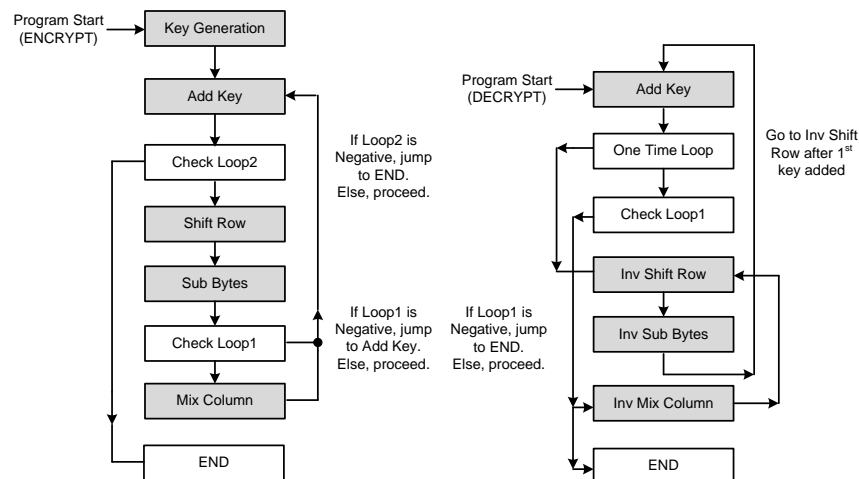 Program Start
(ENCRYPT)
Key Generation
Add Key
Check Loop2
Shift Row
Sub Bytes
Check Loop1
Mix Column
END
If Loop2 is
Negative, jump
to END.
Else, proceed.
If Loop1 is
Negative, jump
to Add Key.
Else, proceed.
Program Start
(DECRYPT)
Add Key
One Time Loop
Check Loop1
Inv Shift Row
Inv Sub Bytes
Inv Mix Column
END
Go to Inv Shift
Row after 1st
key added
If Loop1 is
Negative, jump
to END.
Else, proceed.